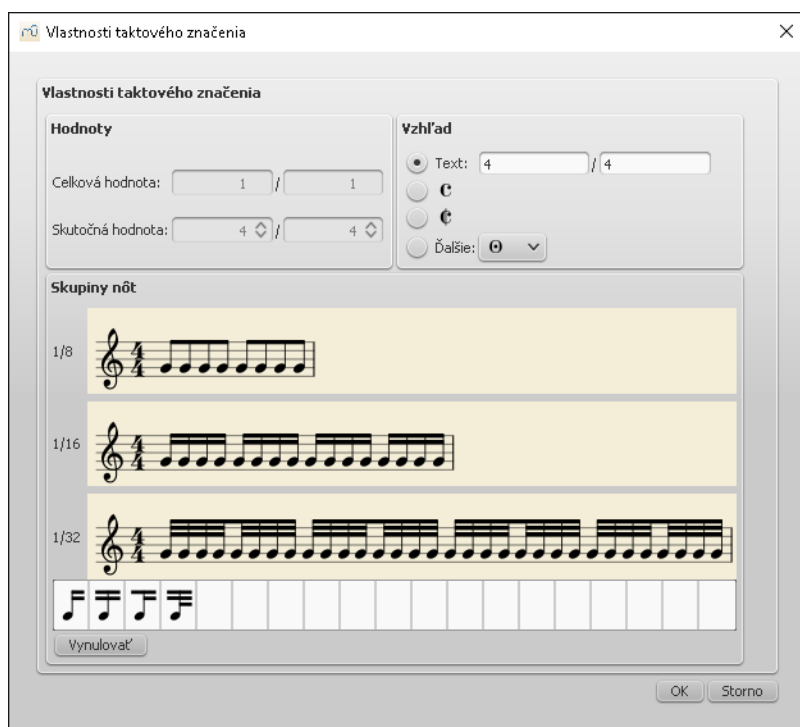 Vlastnosti taktového značenia
Vlastnosti taktového značenia
Hodnoty
Celková hodnota: 1 / 1
Skutočná hodnota: 4 / 4
Vzhľad
Text: 4 / 4
Ďalšie:
Skupiny nôt
1/8
1/16
1/32
Vynulovať
OK Storno